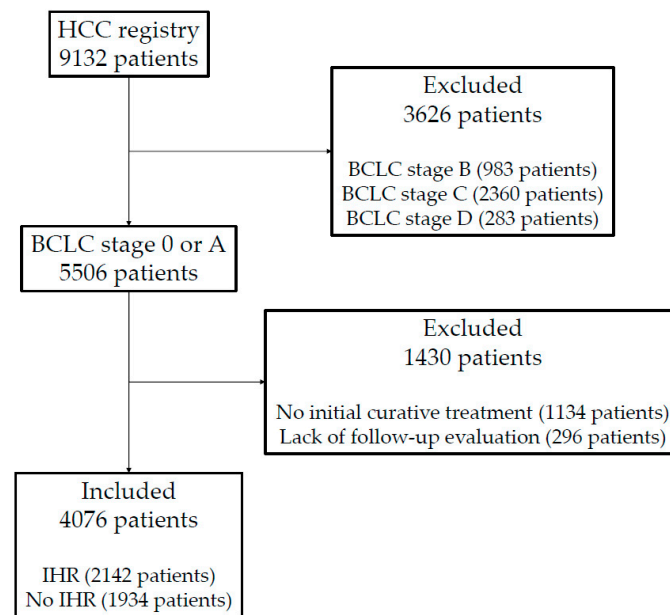 HCC registry
9132 patients
Excluded
3626 patients
BCLC stage B (983 patients)
BCLC stage C (2360 patients)
BCLC stage D (283 patients)
BCLC stage 0 or A
5506 patients
Excluded
1430 patients
No initial curative treatment (1134 patients)
Lack of follow-up evaluation (296 patients)
Included
4076 patients
IHR (2142 patients)
No IHR (1934 patients)